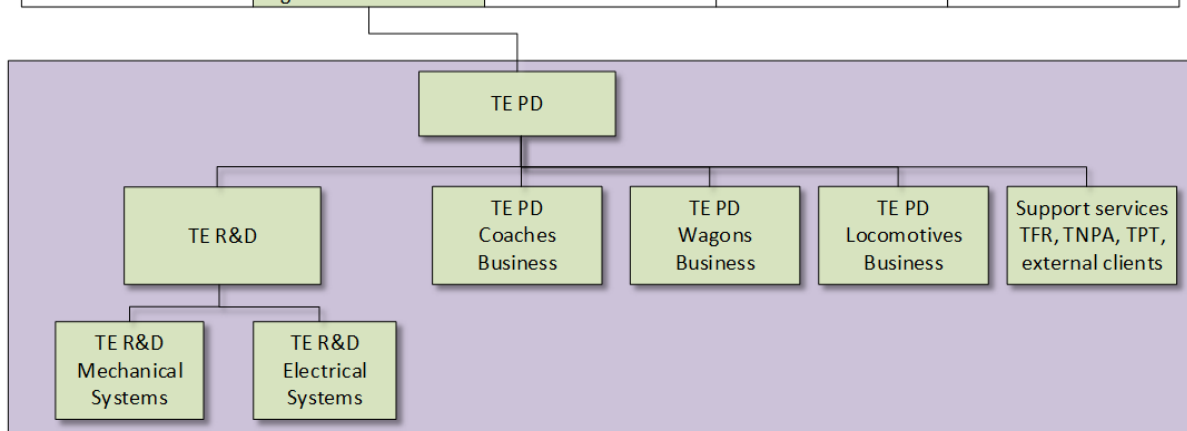 TE PD
TE R&D
TE PD
Coaches
Business
TE PD
Wagons
Business
TE PD
Locomotives
Business
Support services
TFR, TNPA, TPT,
external clients
TE R&D
Mechanical
Systems
TE R&D
Electrical
Systems